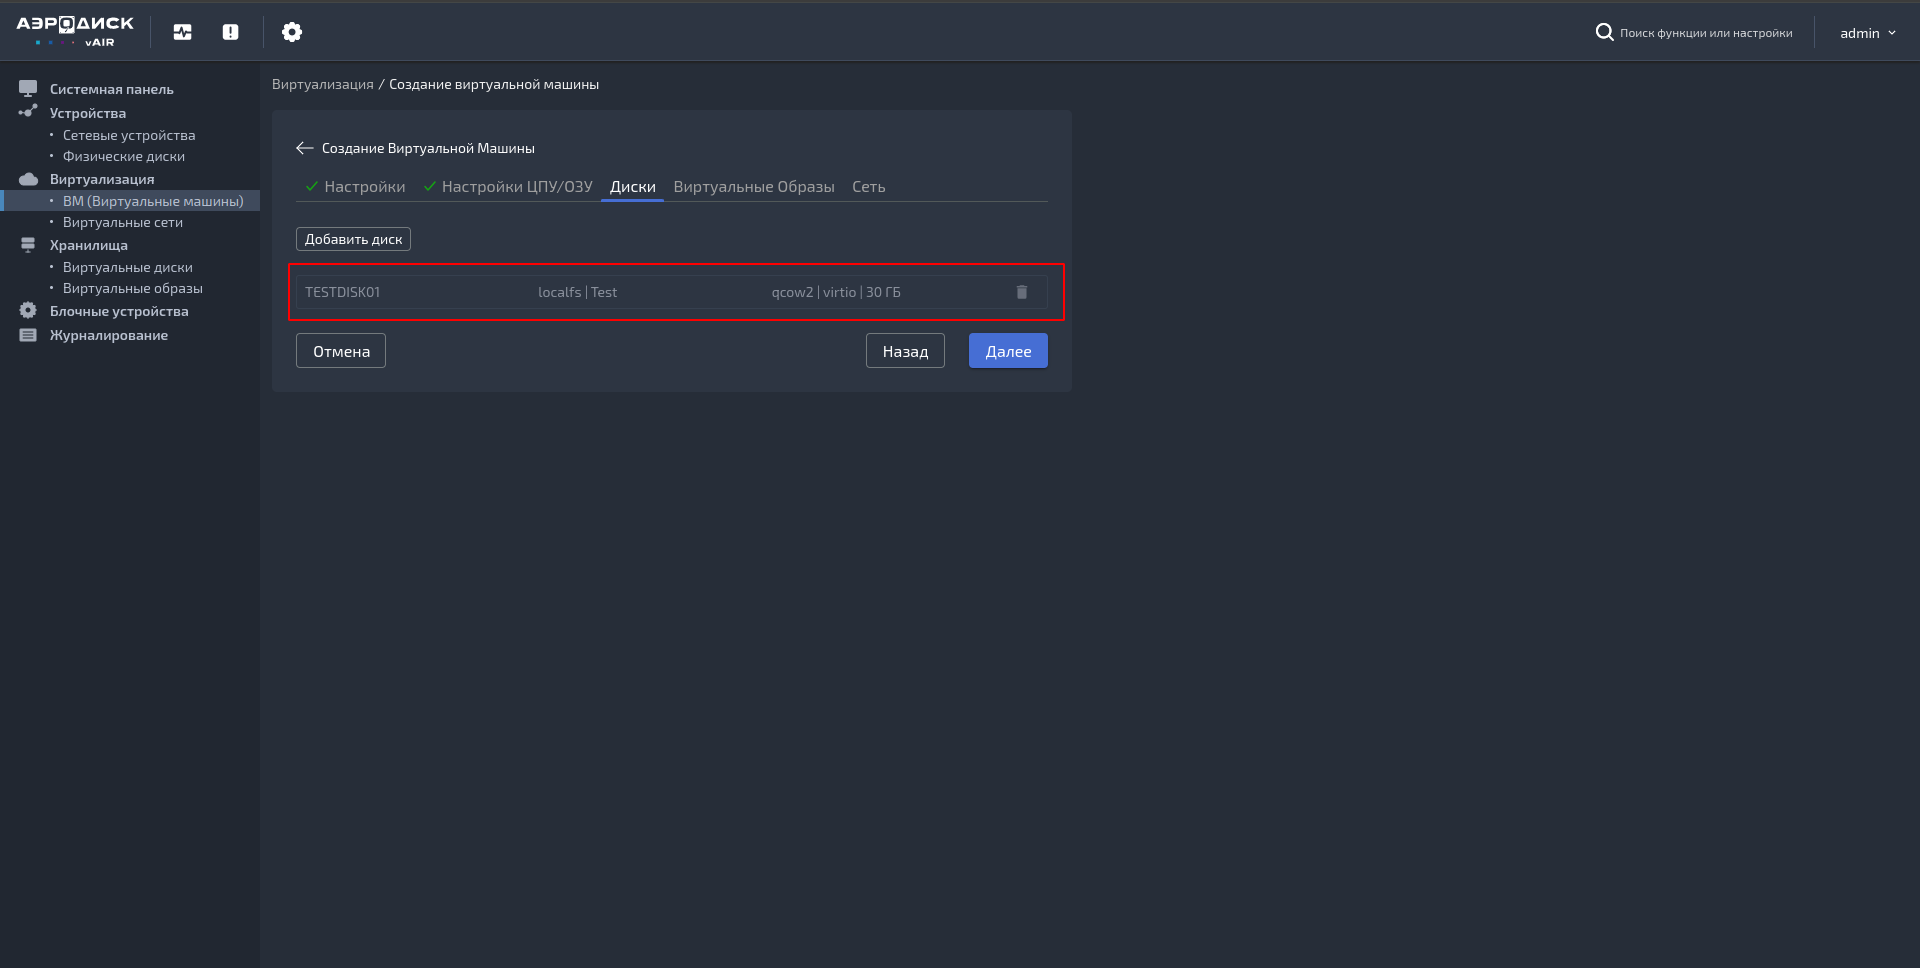 АЭРОДИСК
vAIR
Поиск функции или настройки
admin
Системная панель
Устройства
Сетевые устройства
Физические диски
Виртуализация
ВМ (Виртуальные машины)
Виртуальные сети
Хранилища
Виртуальные диски
Виртуальные образы
Блочные устройства
Журналирование
Виртуализация / Создание виртуальной машины
Создание Виртуальной Машины
Настройки Настройки ЦПУ/ОЗУ Диски Виртуальные Образы Сеть
Добавить диск
TESTDISK01 localfs | Test qcow2 | virtio | 30 ГБ
Отмена Назад Далее